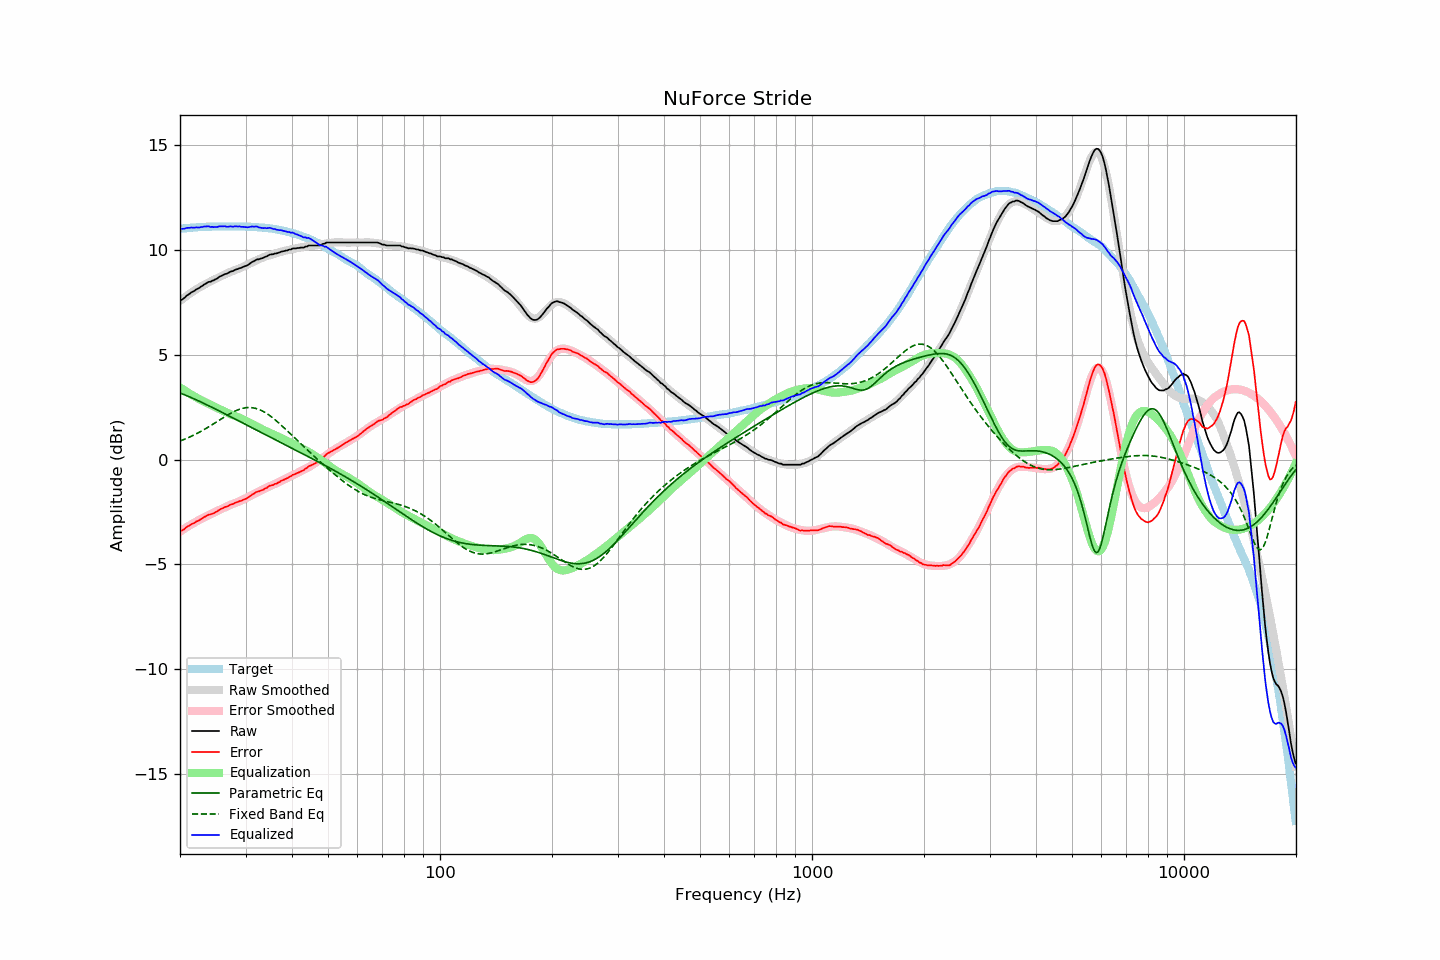 NuForce Stride
Amplitude (dBr)
15
10
5
0
−5
−10
−15
Target
Raw Smoothed
Error Smoothed
Raw
Error
Equalization
Parametric Eq
Fixed Band Eq
Equalized
100
1000
10000
Frequency (Hz)